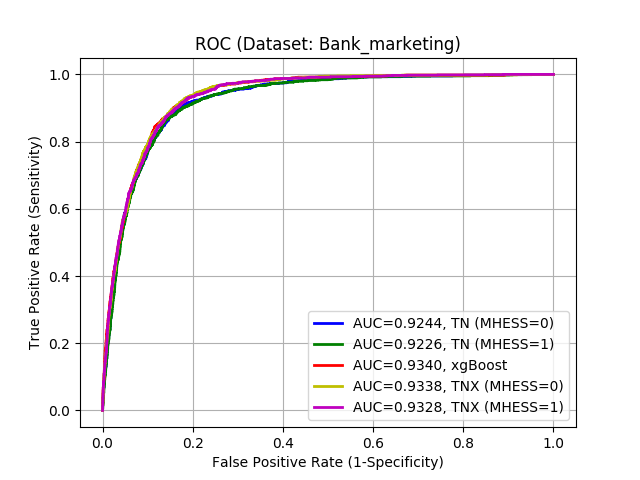 ROC (Dataset: Bank_marketing)
True Positive Rate (Sensitivity)
1.0
0.8
0.6
0.4
0.2
0.0
AUC=0.9244, TN (MHESS=0)
AUC=0.9226, TN (MHESS=1)
AUC=0.9340, xgBoost
AUC=0.9338, TNX (MHESS=0)
AUC=0.9328, TNX (MHESS=1)
0.0 0.2 0.4 0.6 0.8 1.0
False Positive Rate (1-Specificity)